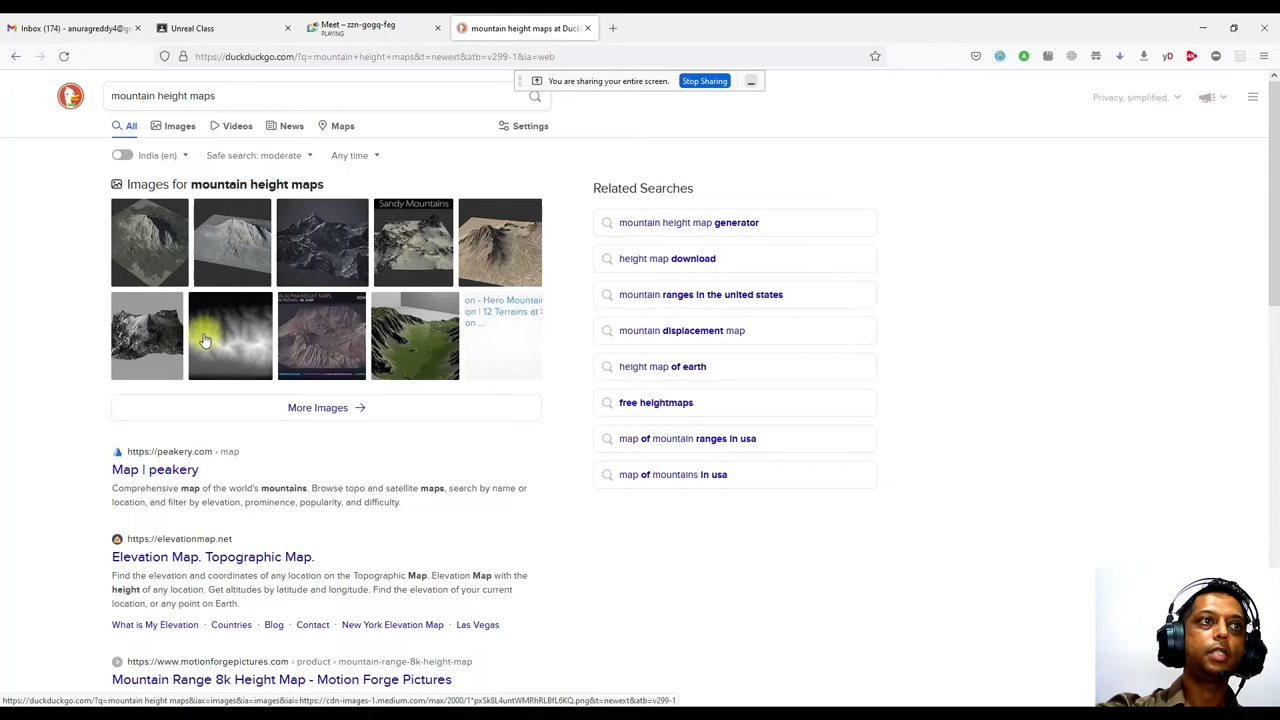 Inbox (174) - anuragreddy4@g
Unreal Class
Meet – zzn-gogq-feg
PLAYING
mountain height maps at Duck
https://duckduckgo.com/?q=mountain+height+maps&t=newext&atb=v299-1&ia=web
You are sharing your entire screen.
Stop Sharing
mountain height maps
Privacy, simplified.
All
Images
Videos
News
Maps
Settings
India (en)
Safe search: moderate
Any time
Images for mountain height maps
Sandy Mountains
on - Hero Mountain
on | 12 Terrains at 8
on ...
More Images
https://peakery.com › map
Map | peakery
Comprehensive map of the world's mountains. Browse topo and satellite maps, search by name or
location, and filter by elevation, prominence, popularity, and difficulty.
https://elevationmap.net
Elevation Map. Topographic Map.
Find the elevation and coordinates of any location on the Topographic Map. Elevation Map with the
height of any location. Get altitudes by latitude and longitude. Find the elevation of your current
location, or any point on Earth.
What is My Elevation · Countries · Blog · Contact · New York Elevation Map · Las Vegas
https://www.motionforgepictures.com › product › mountain-range-8k-height-map
Mountain Range 8k Height Map - Motion Forge Pictures
Related Searches
mountain height map generator
height map download
mountain ranges in the united states
mountain displacement map
height map of earth
free heightmaps
map of mountain ranges in usa
map of mountains in usa